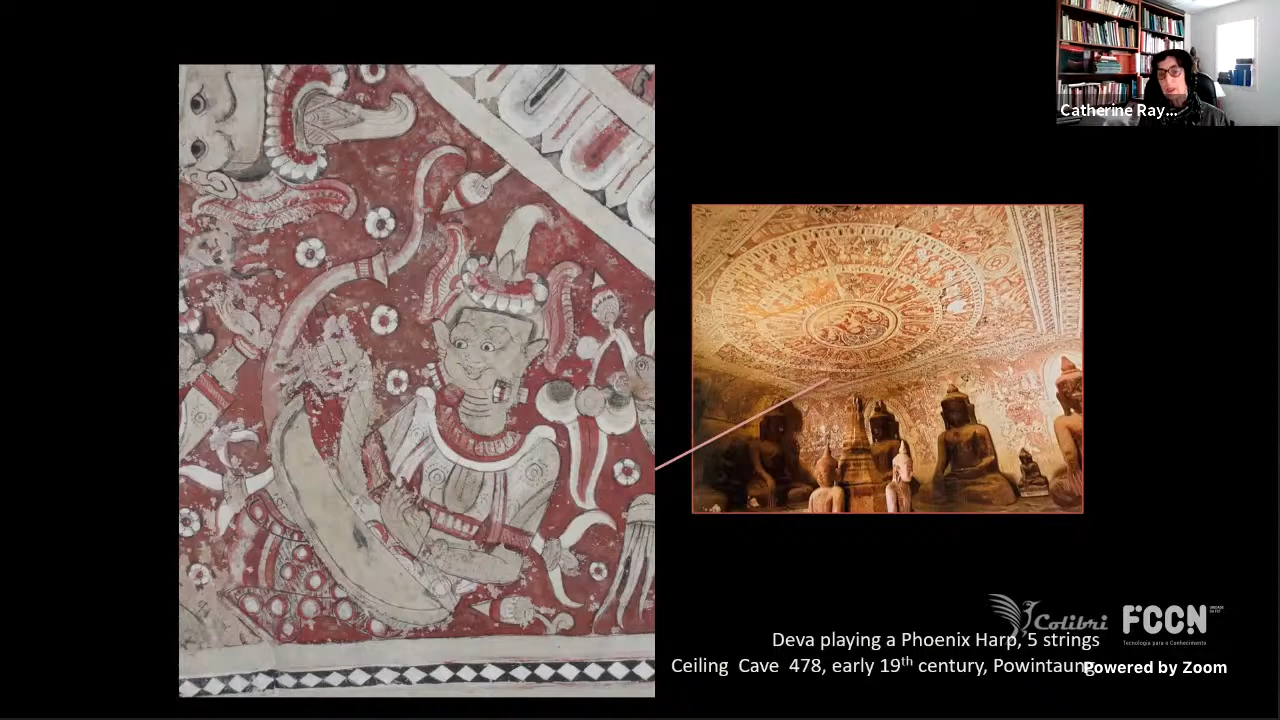 Catherine Ray...
Colibri
FCCN
Tecnologia para o Conhecimento
Deva playing a Phoenix Harp, 5 strings
Ceiling Cave 478, early 19th century, Powintaung
Powered by Zoom